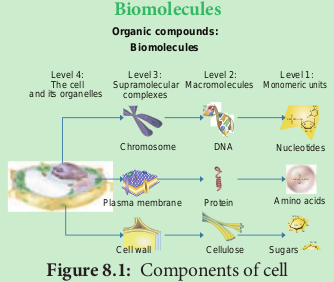 Biomolecules
Organic compounds:
Biomolecules
Level 4:
The cell
and its organelles
Level 3:
Supramolecular
complexes
Level 2:
Macromolecules
Level 1:
Monomeric units
Chromosome
DNA
Nucleotides
Plasma membrane
Protein
Amino acids
Cell wall
Cellulose
Sugars
Figure 8.1: Components of cell